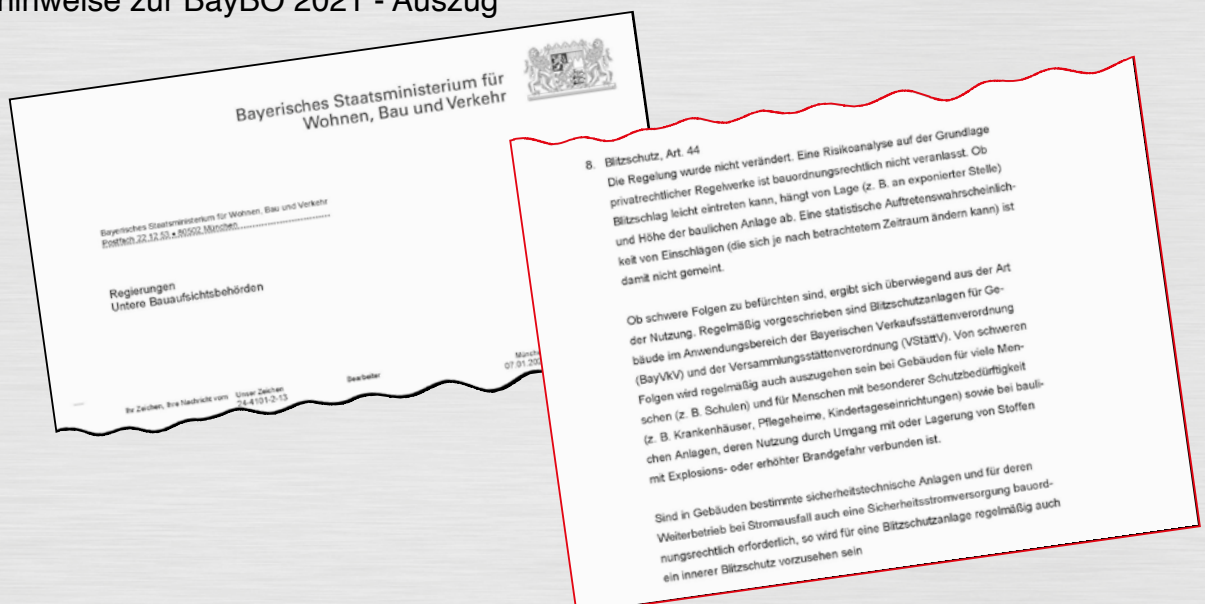 hinweise zur BayBO 2021 - Auszug
Bayerisches Staatsministerium für
Wohnen, Bau und Verkehr
Bayerisches Staatsministerium für Wohnen, Bau und Verkehr
Postfach 22 12 53 • 80502 München
Regierungen
Untere Bauaufsichtsbehörden
Ihr Zeichen, Ihre Nachricht vom
Unser Zeichen
24-4101-2-13
Bearbeiter
07.01.20
8. Blitzschutz, Art. 44
Die Regelung wurde nicht verändert. Eine Risikoanalyse auf der Grundlage
privatrechtlicher Regelwerke ist bauordnungsrechtlich nicht veranlasst. Ob
Blitzschlag leicht eintreten kann, hängt von Lage (z. B. an exponierter Stelle)
und Höhe der baulichen Anlage ab. Eine statistische Auftretenswahrscheinlich-
keit von Einschlägen (die sich je nach betrachtetem Zeitraum ändern kann) ist
damit nicht gemeint.
Ob schwere Folgen zu befürchten sind, ergibt sich überwiegend aus der Art
der Nutzung. Regelmäßig vorgeschrieben sind Blitzschutzanlagen für Ge-
bäude im Anwendungsbereich der Bayerischen Verkaufsstättenverordnung
(BayVkV) und der Versammlungsstättenverordnung (VStättV). Von schweren
Folgen wird regelmäßig auch auszugehen sein bei Gebäuden für viele Men-
schen (z. B. Schulen) und für Menschen mit besonderer Schutzbedürftigkeit
(z. B. Krankenhäuser, Pflegeheime, Kindertageseinrichtungen) sowie bei bauli-
chen Anlagen, deren Nutzung durch Umgang mit oder Lagerung von Stoffen
mit Explosions- oder erhöhter Brandgefahr verbunden ist.
Sind in Gebäuden bestimmte sicherheitstechnische Anlagen und für deren
Weiterbetrieb bei Stromausfall auch eine Sicherheitsstromversorgung bauord-
nungsrechtlich erforderlich, so wird für eine Blitzschutzanlage regelmäßig auch
ein innerer Blitzschutz vorzusehen sein